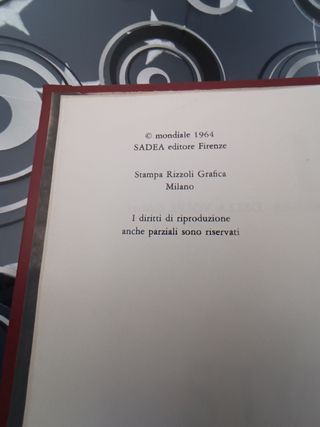 © mondiale 1964
SADEA editore Firenze
Stampa Rizzoli Grafica
Milano
I diritti di riproduzione
anche parziali sono riservati